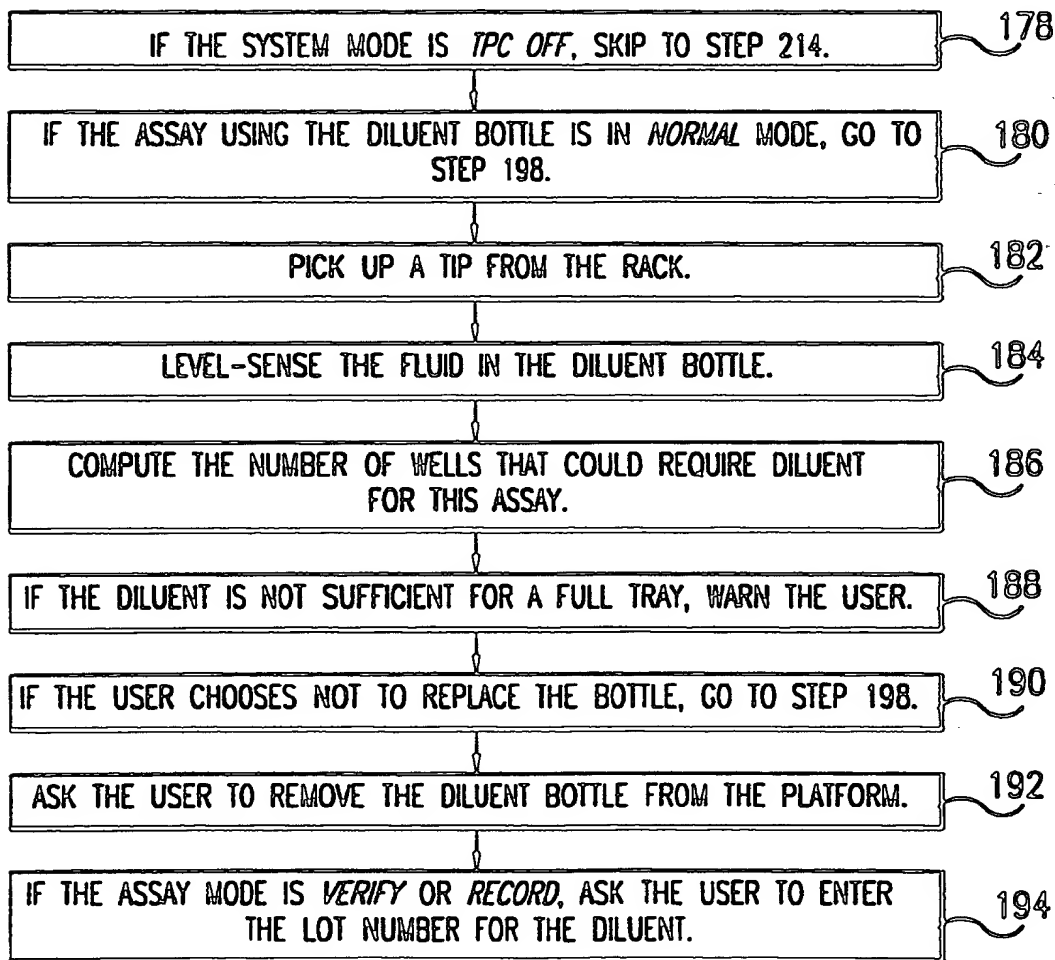 IF THE SYSTEM MODE IS TPC OFF, SKIP TO STEP 214.
178
IF THE ASSAY USING THE DILUENT BOTTLE IS IN NORMAL MODE, GO TO
STEP 198.
180
PICK UP A TIP FROM THE RACK.
182
LEVEL-SENSE THE FLUID IN THE DILUENT BOTTLE.
184
COMPUTE THE NUMBER OF WELLS THAT COULD REQUIRE DILUENT
FOR THIS ASSAY.
186
IF THE DILUENT IS NOT SUFFICIENT FOR A FULL TRAY, WARN THE USER.
188
IF THE USER CHOOSES NOT TO REPLACE THE BOTTLE, GO TO STEP 198.
190
ASK THE USER TO REMOVE THE DILUENT BOTTLE FROM THE PLATFORM.
192
IF THE ASSAY MODE IS VERIFY OR RECORD, ASK THE USER TO ENTER
THE LOT NUMBER FOR THE DILUENT.
194